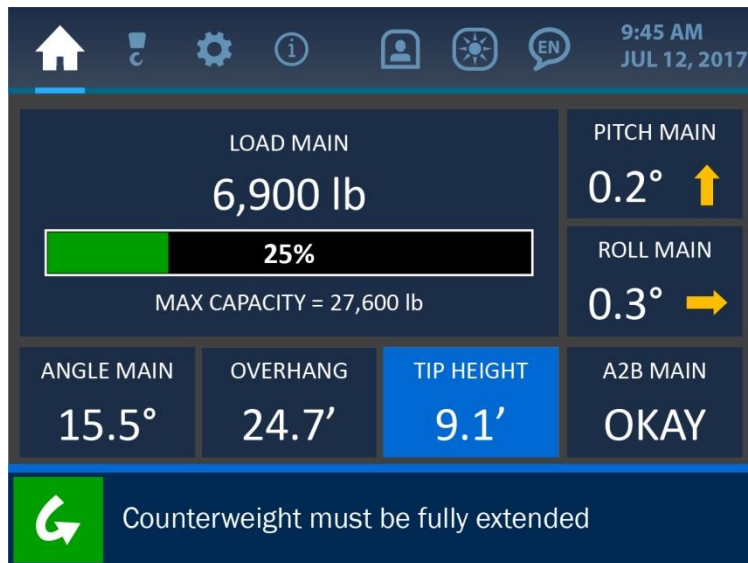 EN
9:45 AM
JUL 12, 2017
LOAD MAIN
6,900 lb
25%
MAX CAPACITY = 27,600 lb
PITCH MAIN
0.2°
ROLL MAIN
0.3°
ANGLE MAIN
15.5°
OVERHANG
24.7′
TIP HEIGHT
9.1′
A2B MAIN
OKAY
Counterweight must be fully extended